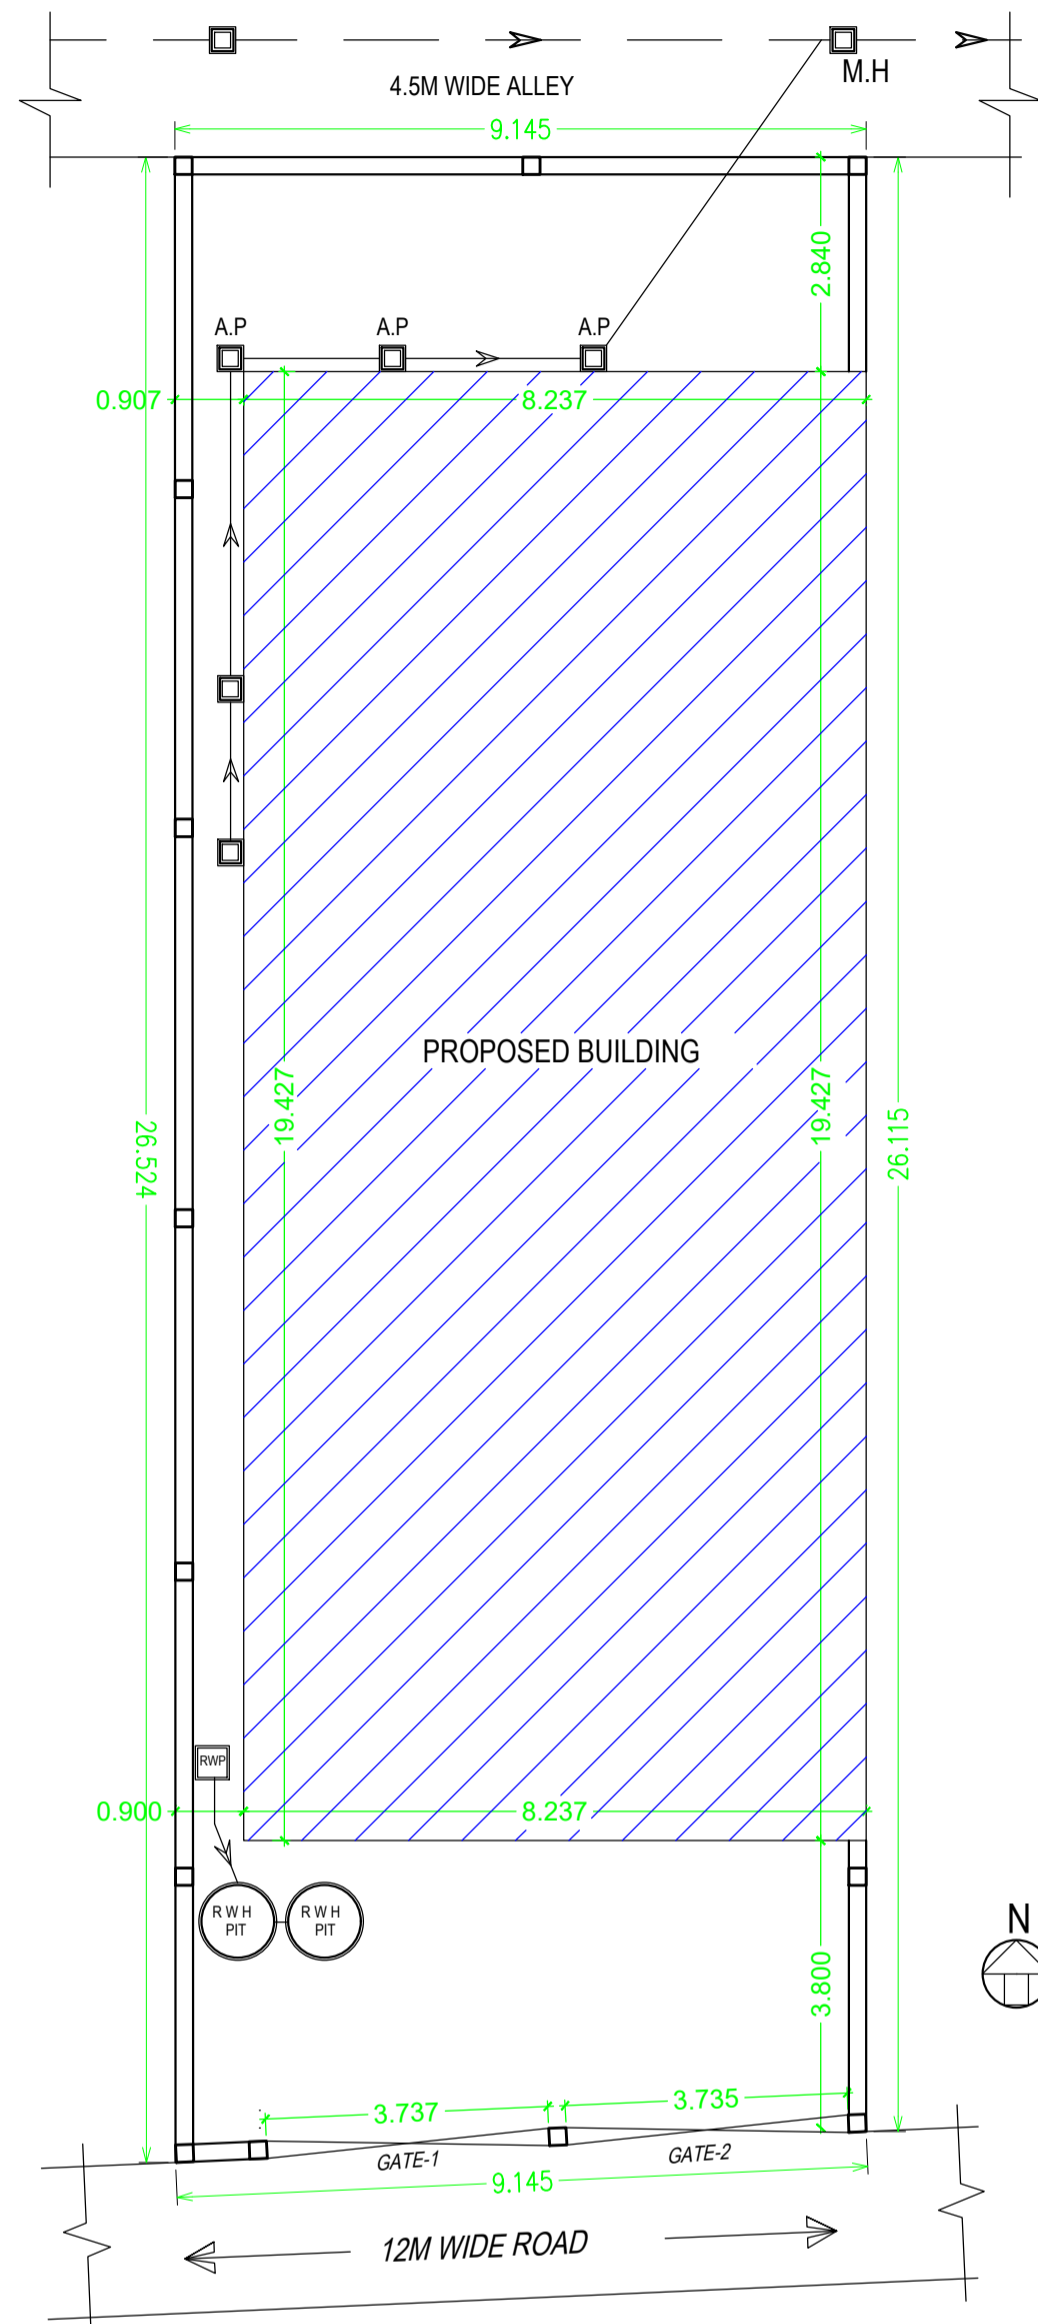 M.H
4.5M WIDE ALLEY
9.145
2.840
A.P
A.P
A.P
0.907
8.237
PROPOSED BUILDING
19.427
19.427
26.524
26.115
RWP
0.900
8.237
R W H
PIT
R W H
PIT
N
3.800
3.737
3.735
GATE-1
GATE-2
9.145
12M WIDE ROAD